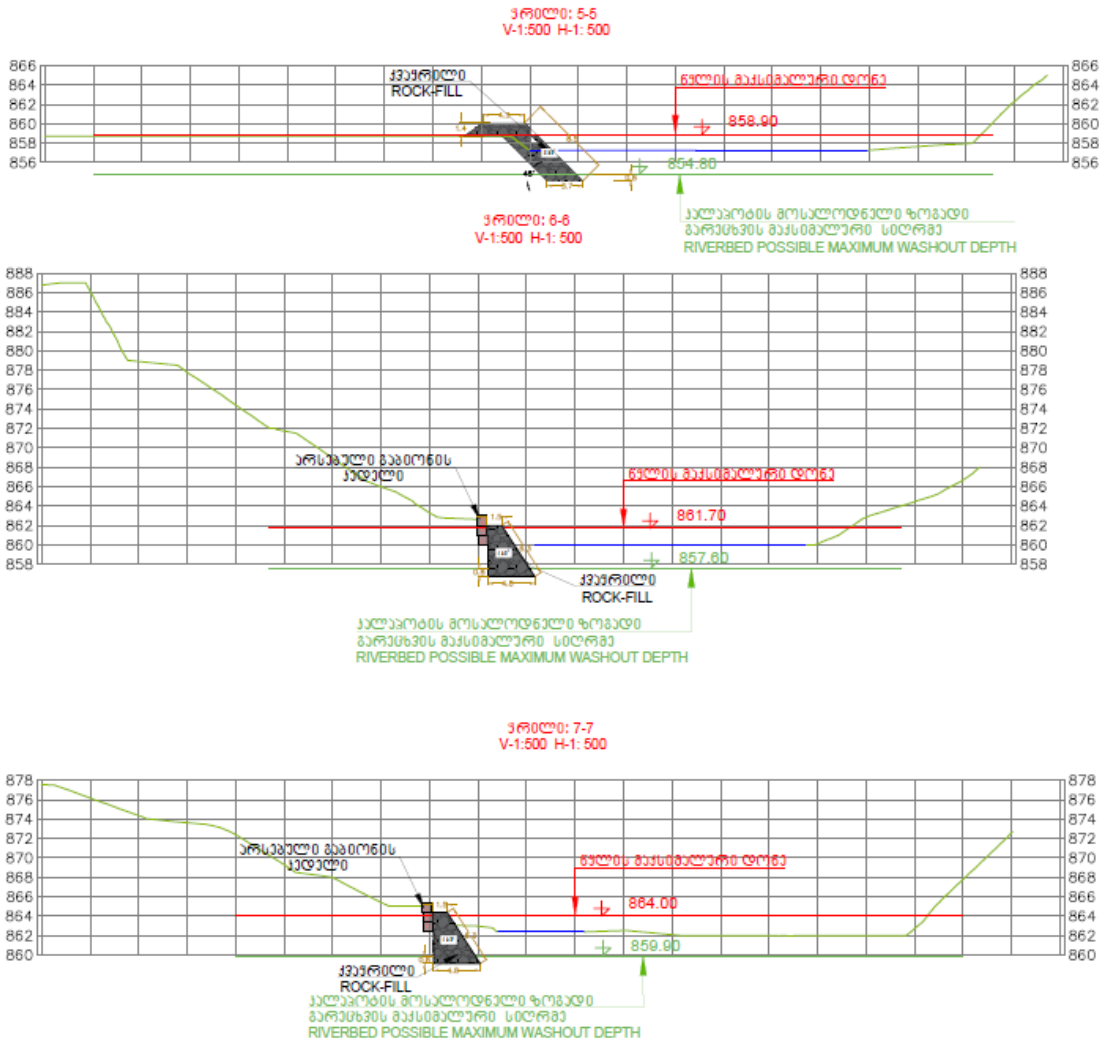 ჭრილი: 5-5
V-1:500 H-1: 500
866 866
864 864
862 862
860 860
858 858
856 856
ქვაყრილი
ROCK-FILL
წყლის მაქსიმალური დონე
858.90
854.80
კალაპოტის მოსალოდნელი ზოგადი
გარეცხვის მაქსიმალური სიღრმე
RIVERBED POSSIBLE MAXIMUM WASHOUT DEPTH
ჭრილი: 6-6
V-1:500 H-1: 500
888 888
886 886
884 884
882 882
880 880
878 878
876 876
874 874
872 872
870 870
868 868
866 866
864 864
862 862
860 860
858 858
არსებული გაბიონის
კედელი
წყლის მაქსიმალური დონე
861.70
857.60
ქვაყრილი
ROCK-FILL
კალაპოტის მოსალოდნელი ზოგადი
გარეცხვის მაქსიმალური სიღრმე
RIVERBED POSSIBLE MAXIMUM WASHOUT DEPTH
ჭრილი: 7-7
V-1:500 H-1: 500
878 878
876 876
874 874
872 872
870 870
868 868
866 866
864 864
862 862
860 860
არსებული გაბიონის
კედელი
წყლის მაქსიმალური დონე
864.00
859.90
ქვაყრილი
ROCK-FILL
კალაპოტის მოსალოდნელი ზოგადი
გარეცხვის მაქსიმალური სიღრმე
RIVERBED POSSIBLE MAXIMUM WASHOUT DEPTH